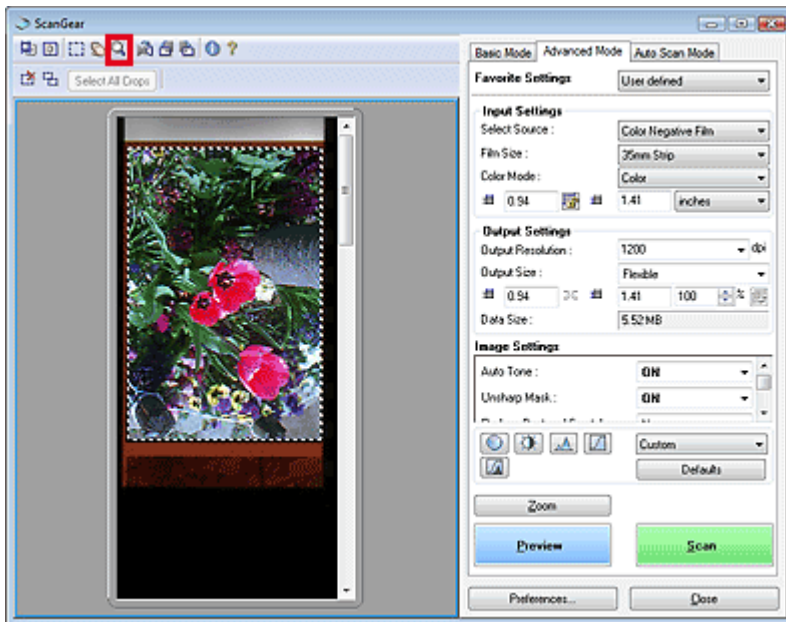 ScanGear
Select All Crops
Basic Mode Advanced Mode Auto Scan Mode
Favorite Settings User defined
Input Settings
Select Source : Color Negative Film
Film Size : 35mm Strip
Color Mode : Color
0.94 1.41 inches
Output Settings
Output Resolution : 1200 dpi
Output Size : Flexible
0.94 1.41 100 %
Data Size : 5.52 MB
Image Settings
Auto Tone : ON
Unsharp Mask : ON
Custom
Defaults
Zoom
Preview Scan
Preferences... Close